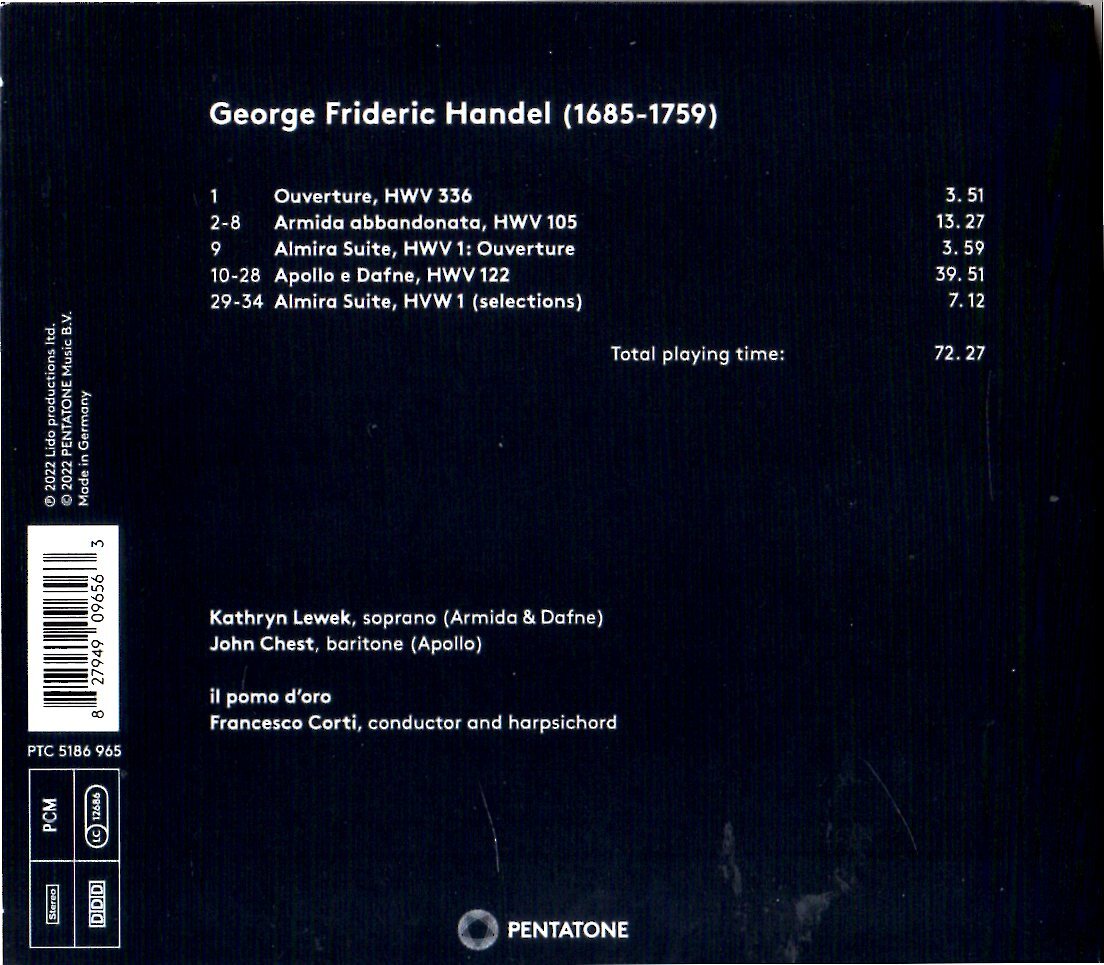 George Frideric Handel (1685-1759)
1 Ouverture, HWV 336 3. 51
2-8 Armida abbandonata, HWV 105 13. 27
9 Almira Suite, HWV 1: Ouverture 3. 59
10-28 Apollo e Dafne, HWV 122 39. 51
29-34 Almira Suite, HVW 1 (selections) 7. 12
Total playing time: 72. 27
℗ 2022 Lido productions ltd.
© 2022 PENTATONE Music B.V.
Made in Germany
8 27949 09656 3
PTC 5186 965
PCM
LC 12686
Stereo
DDD
Kathryn Lewek, soprano (Armida & Dafne)
John Chest, baritone (Apollo)
il pomo d'oro
Francesco Corti, conductor and harpsichord
PENTATONE